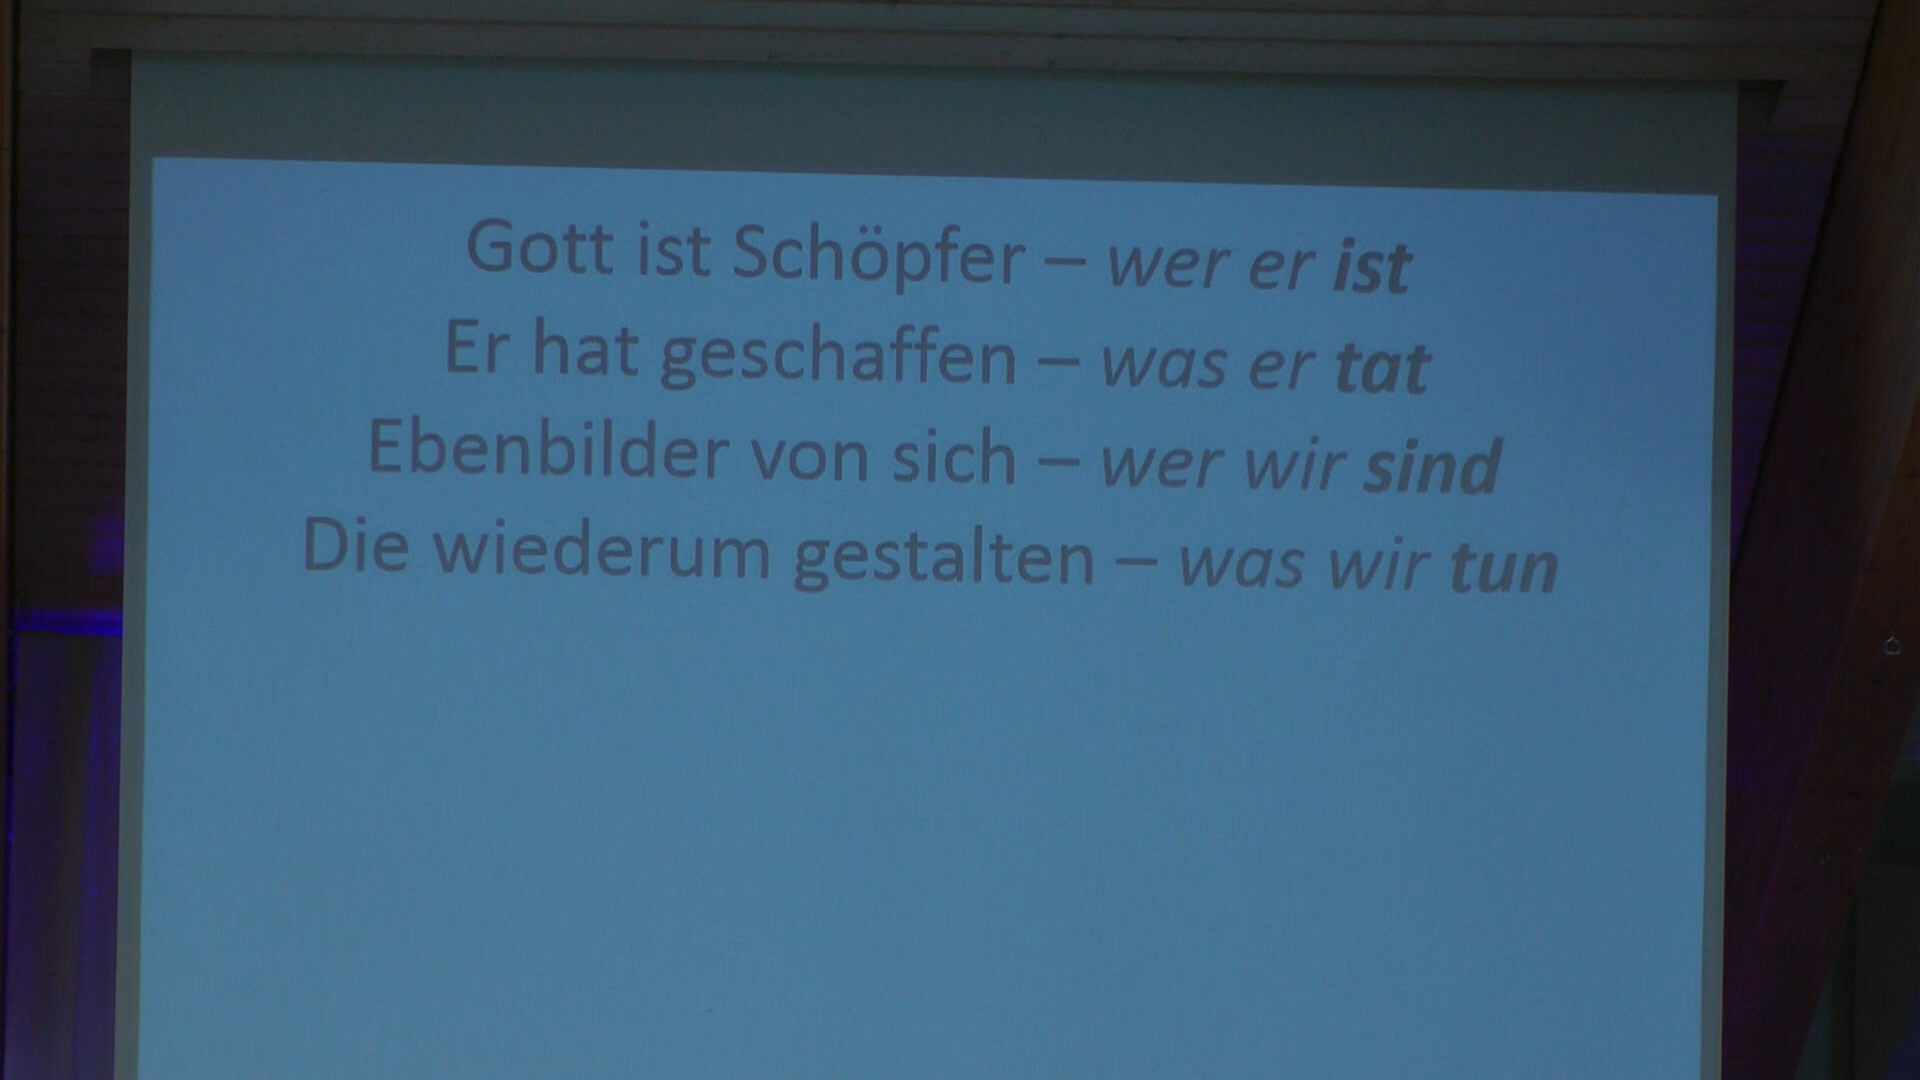 Gott ist Schöpfer – wer er ist
Er hat geschaffen – was er tat
Ebenbilder von sich – wer wir sind
Die wiederum gestalten – was wir tun